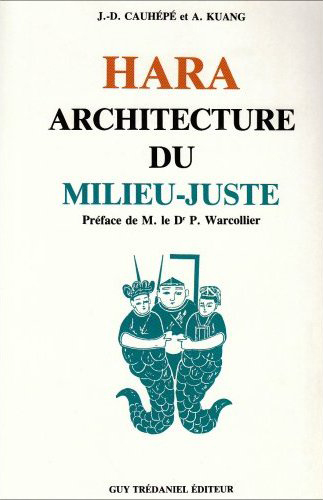 J.-D. CAUHÉPÉ et A. KUANG
HARA
ARCHITECTURE
DU
MILIEU-JUSTE
Préface de M. le Dr P. Warcollier
GUY TRÉDANIEL ÉDITEUR